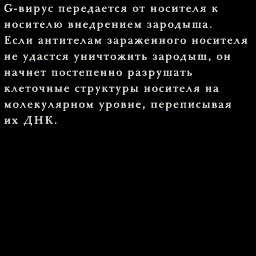 G-вирус передается от носителя к
носителю внедрением зародыша.
Если антителам зараженного носителя
не удастся уничтожить зародыш, он
начнет постепенно разрушать
клеточные структуры носителя на
молекулярном уровне, переписывая
их ДНК.